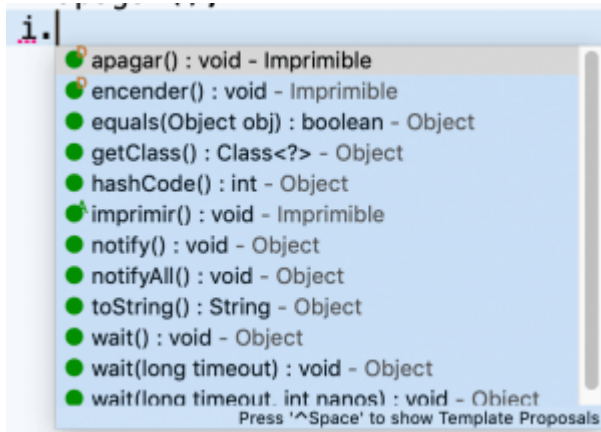 i.
apagar() : void - Imprimible
encender() : void - Imprimible
equals(Object obj) : boolean - Object
getClass() : Class<?> - Object
hashCode() : int - Object
imprimir() : void - Imprimible
notify() : void - Object
notifyAll() : void - Object
toString() : String - Object
wait() : void - Object
wait(long timeout) : void - Object
wait(long timeout, int nanos) : void - Object
Press '^Space' to show Template Proposals